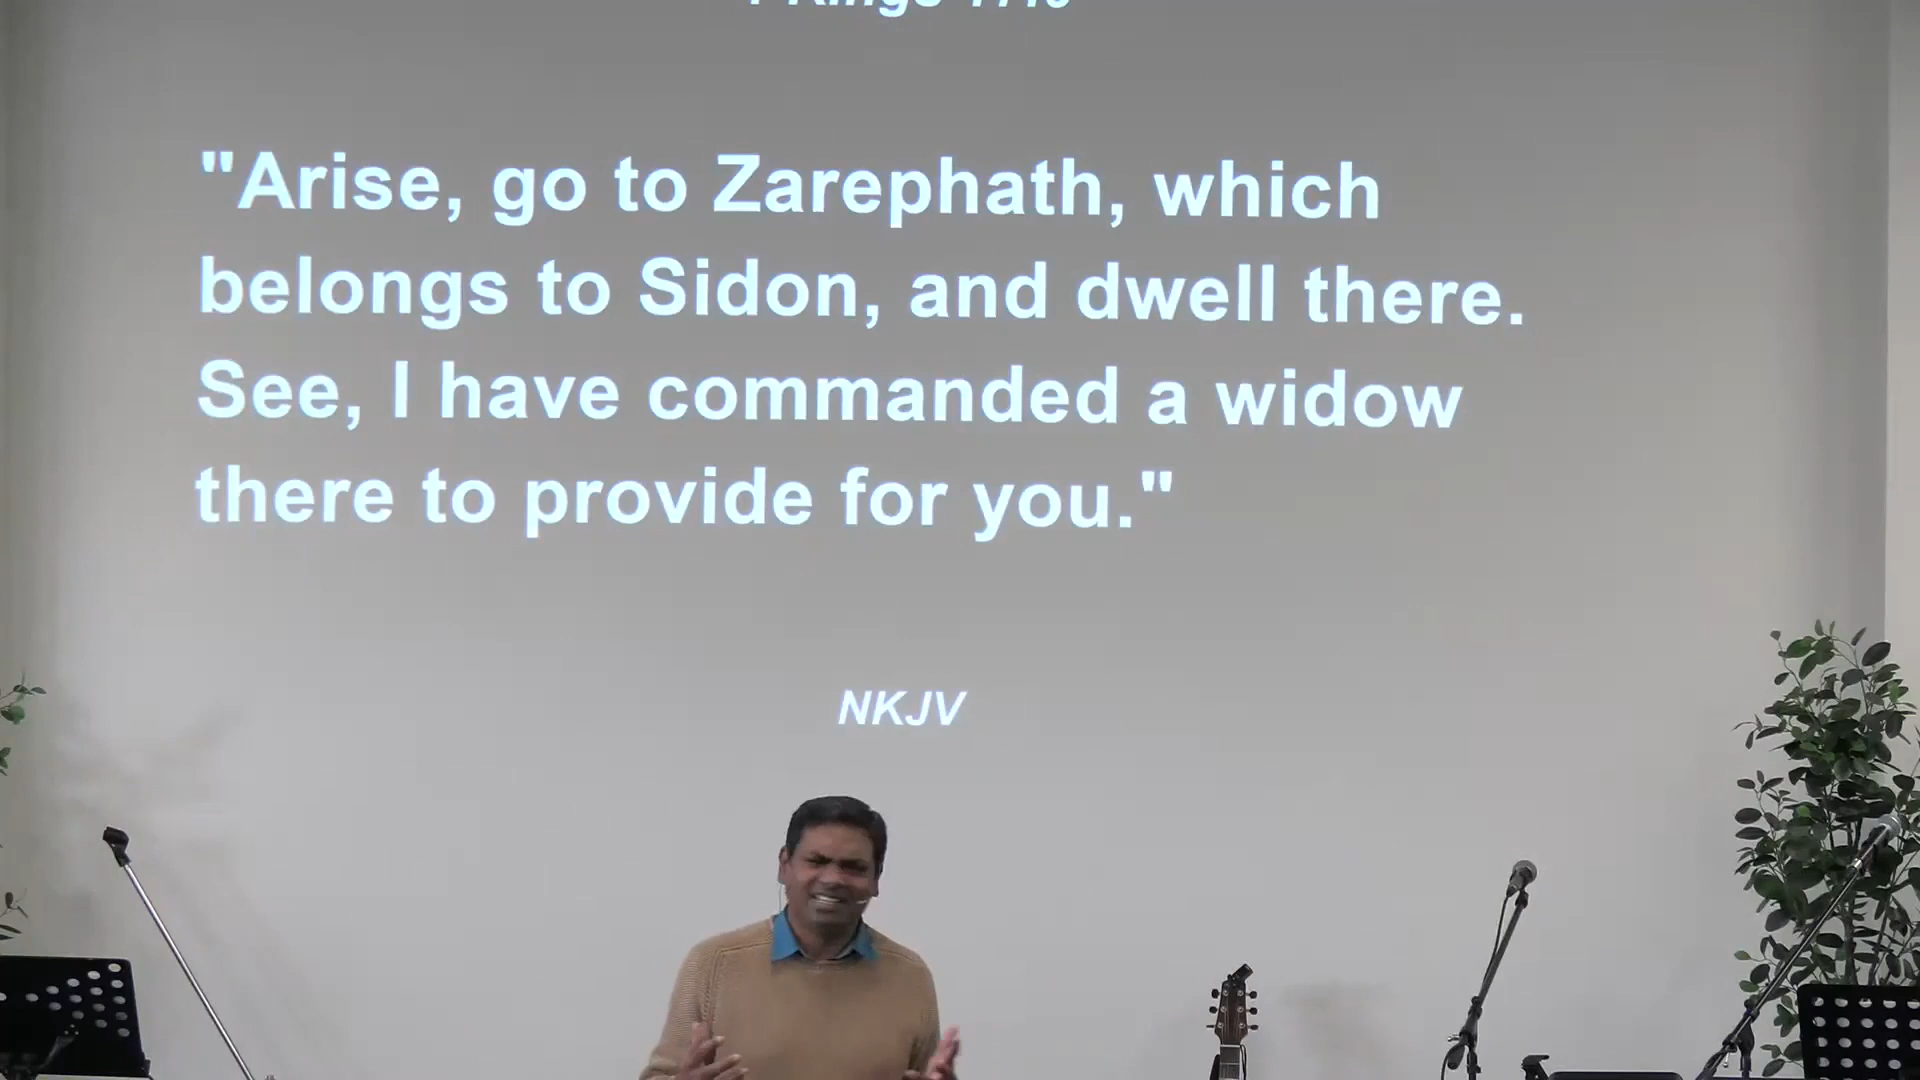 "Arise, go to Zarephath, which
belongs to Sidon, and dwell there.
See, I have commanded a widow
there to provide for you."
NKJV